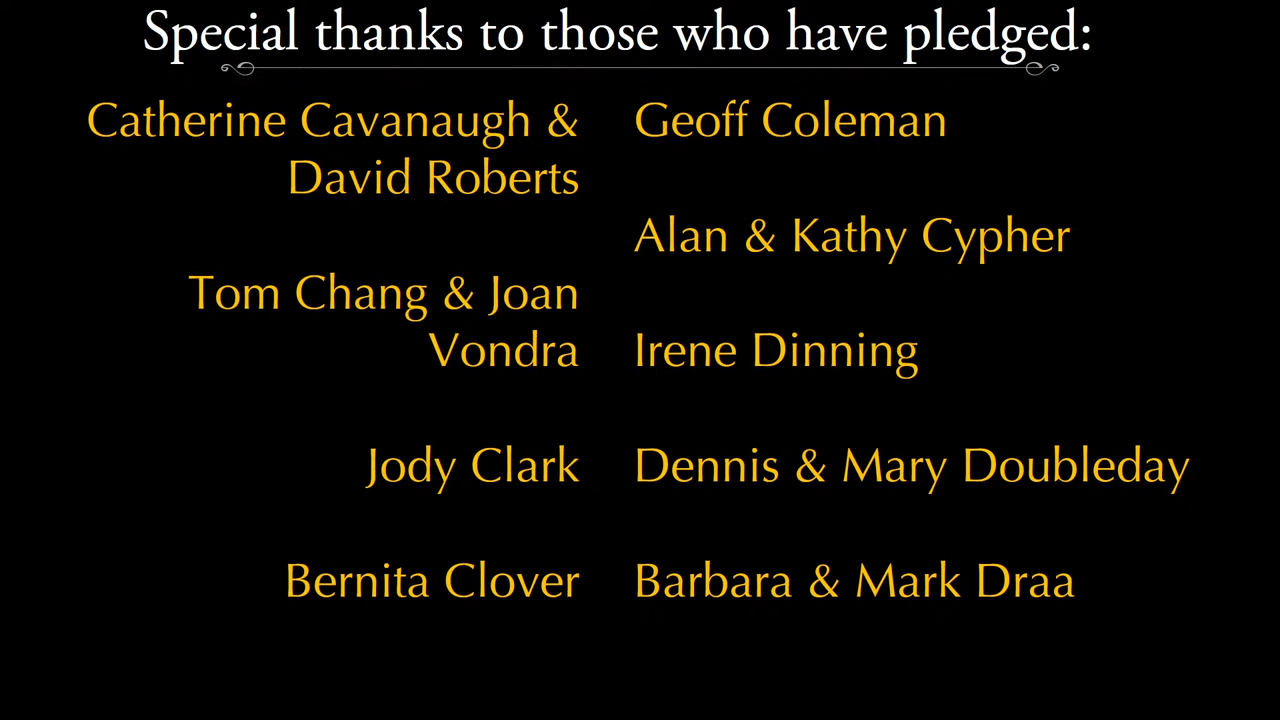 Special thanks to those who have pledged:
Catherine Cavanaugh &
David Roberts
Tom Chang & Joan
Vondra
Jody Clark
Bernita Clover
Geoff Coleman
Alan & Kathy Cypher
Irene Dinning
Dennis & Mary Doubleday
Barbara & Mark Draa